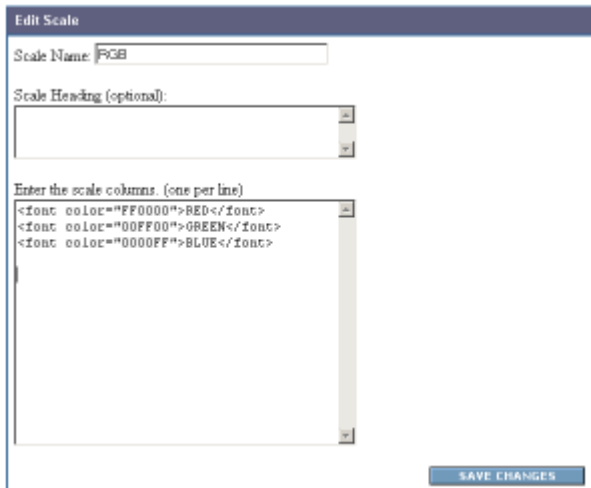 Edit Scale
Scale Name: RGB
Scale Heading (optional):
Enter the scale columns. (one per line)
<font color="FF0000">RED</font>
<font color="00FF00">GREEN</font>
<font color="0000FF">BLUE</font>
SAVE CHANGES